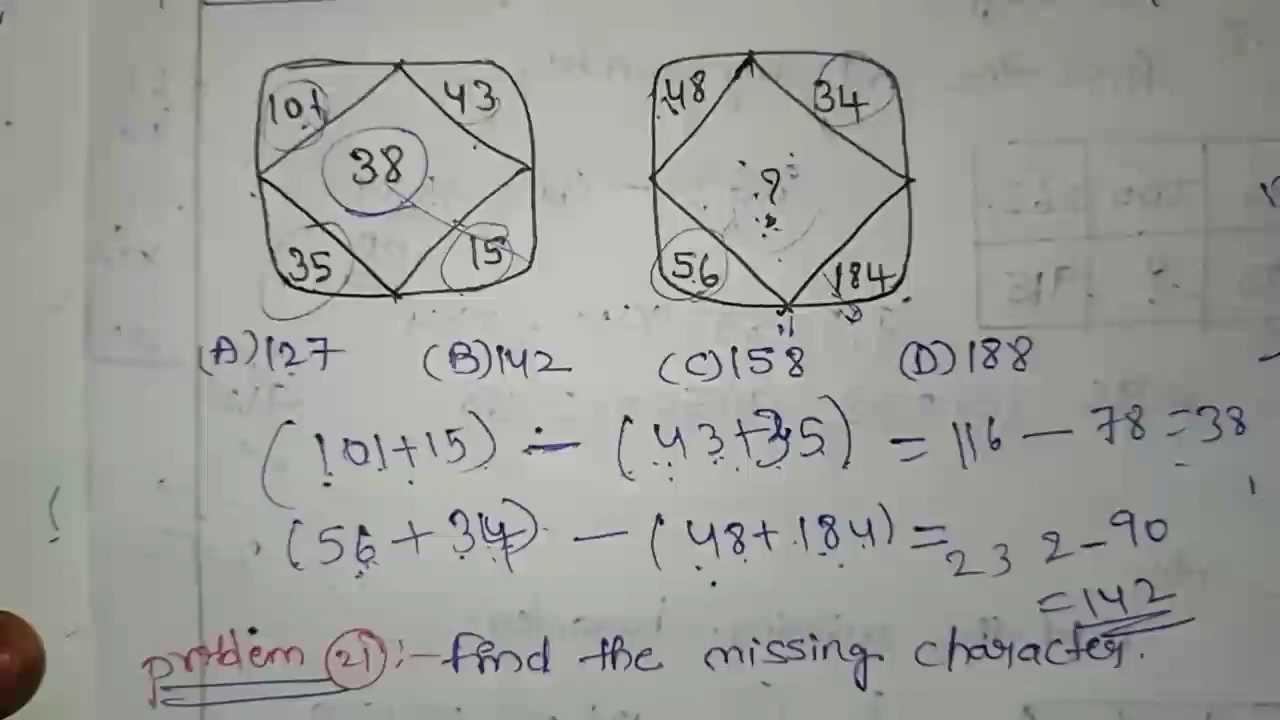 101 43 48 34
38 ?
35 15 56 184
(A) 127 (B) 142 (C) 158 (D) 188
(101+15) - (43+35) = 116 - 78 = 38
(56 + 34) - (48 + 184) = 232 - 90
= 142
problem 21 :- find the missing character.